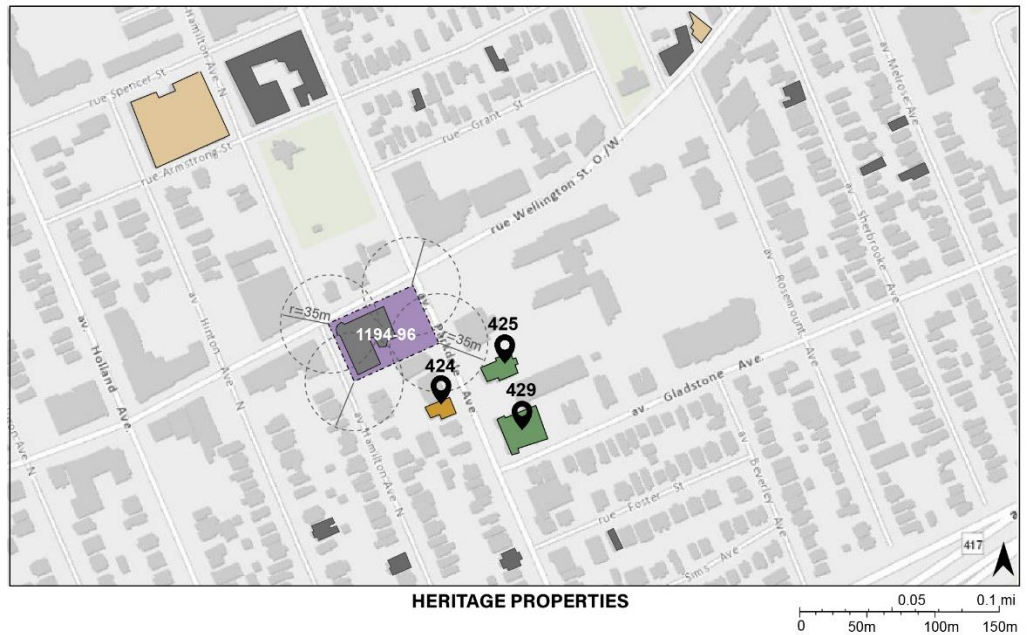 rue Spencer St
Hamilton Ave N
av. Melrose Ave
rue Grant St
rue Armstrong St
rue Wellington St. O /W
av. Sherbrooke Ave
av. Rosemount Ave
r=35m
1194-96
av. Parkdale Ave
r=35m
425
424
429
av. Holland Ave.
av. Hinton Ave N
av. Gladstone Ave
av. Hamilton Ave N
av. Beverley Ave
rue Foster St
Sims Ave
417
HERITAGE PROPERTIES
0.05 0.1 mi
0 50m 100m 150m